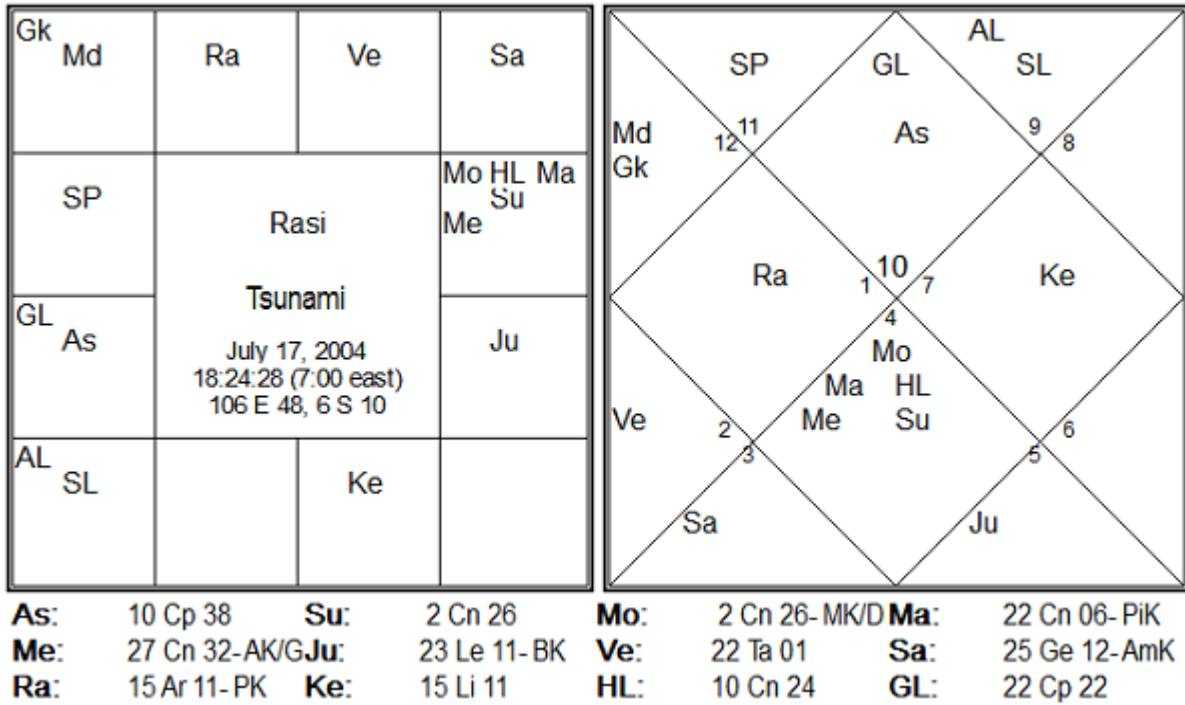 Gk
Md Ra Ve Sa
SP
Mo HL Ma
Su
Me
Rasi
Tsunami
July 17, 2004
18:24:28 (7:00 east)
106 E 48, 6 S 10
GL
As
Ju
AL
SL
Ke
AL
SP GL SL
Md 11 As 9
12 8
Gk
10
Ra 1 7 Ke
4
Mo
Ma HL
Ve 2 Me Su 6
3 5
Sa Ju
As: 10 Cp 38 Su: 2 Cn 26 Mo: 2 Cn 26- MK/D Ma: 22 Cn 06- PiK
Me: 27 Cn 32- AK/G Ju: 23 Le 11- BK Ve: 22 Ta 01 Sa: 25 Ge 12- AmK
Ra: 15 Ar 11- PK Ke: 15 Li 11 HL: 10 Cn 24 GL: 22 Cp 22